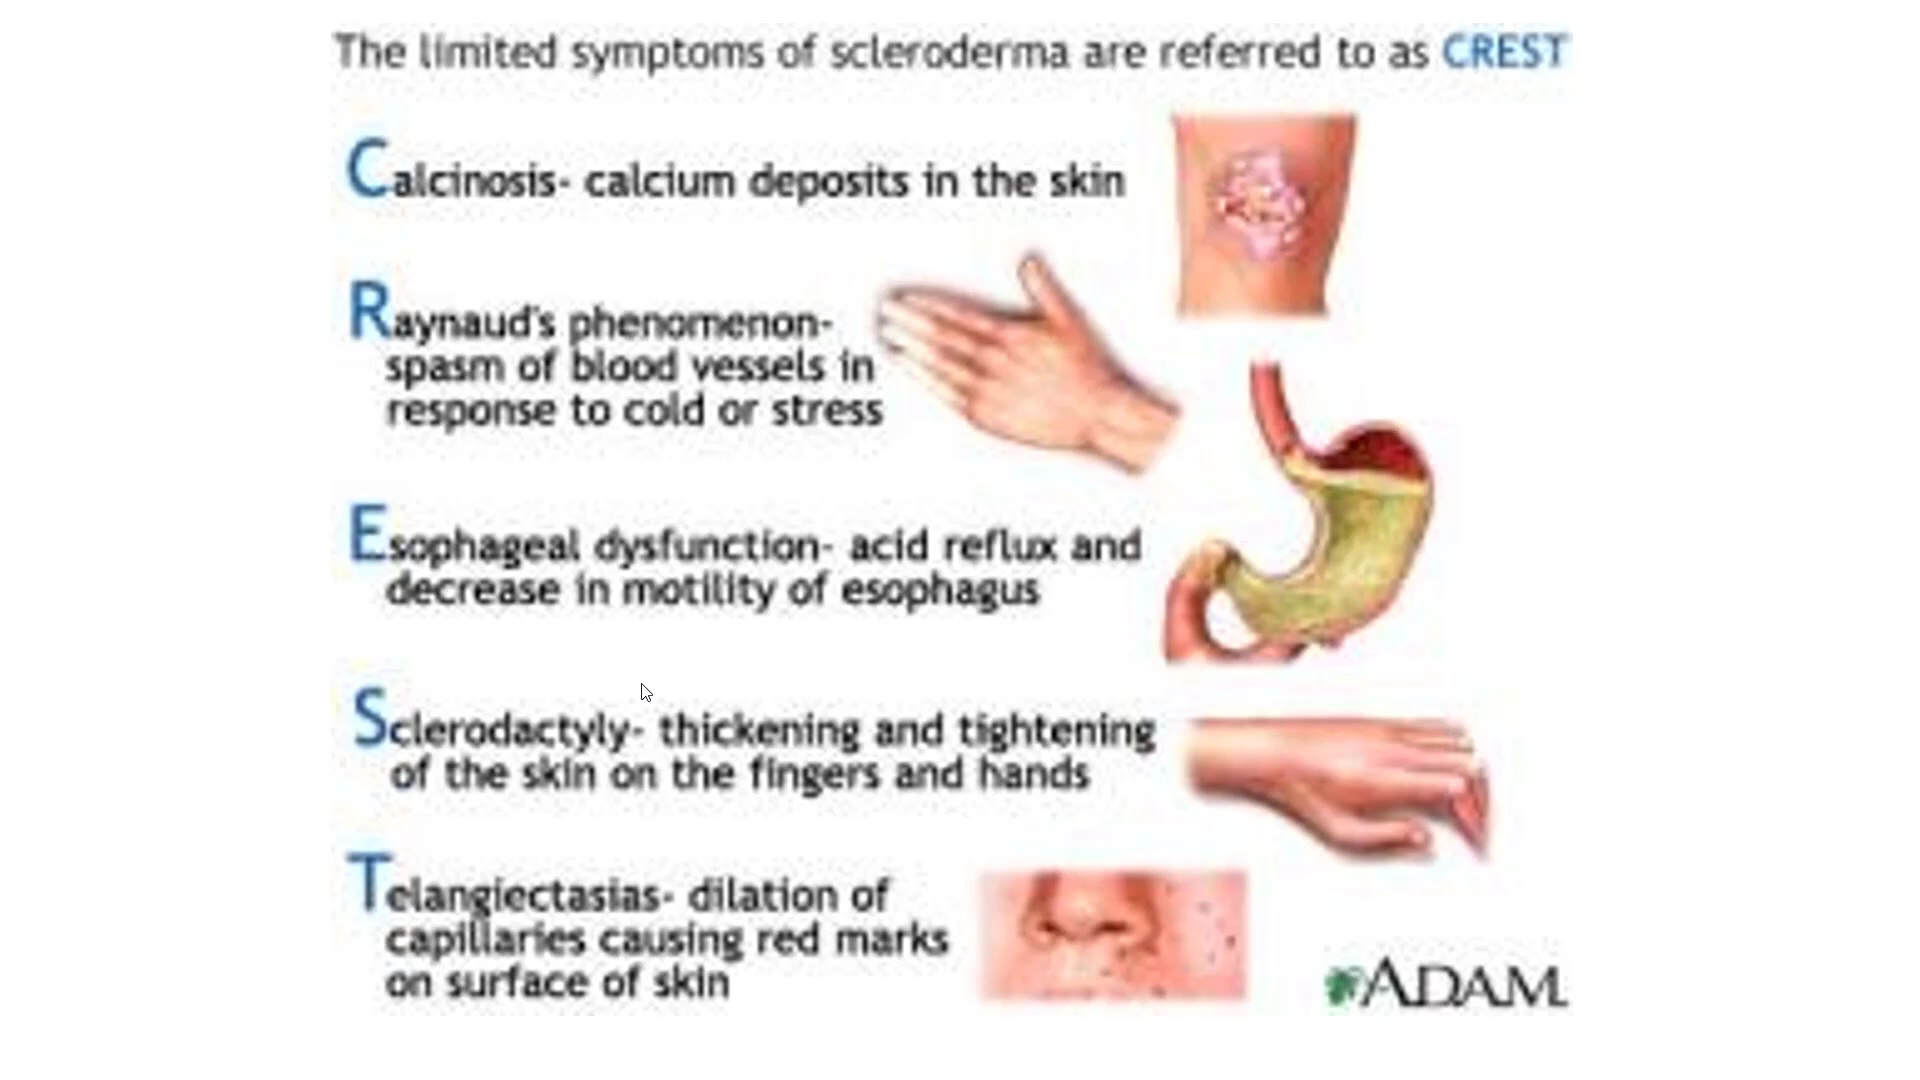 The limited symptoms of scleroderma are referred to as CREST
Calcinosis- calcium deposits in the skin
Raynaud's phenomenon-
spasm of blood vessels in
response to cold or stress
Esophageal dysfunction- acid reflux and
decrease in motility of esophagus
Sclerodactyly- thickening and tightening
of the skin on the fingers and hands
Telangiectasias- dilation of
capillaries causing red marks
on surface of skin
ADAM.